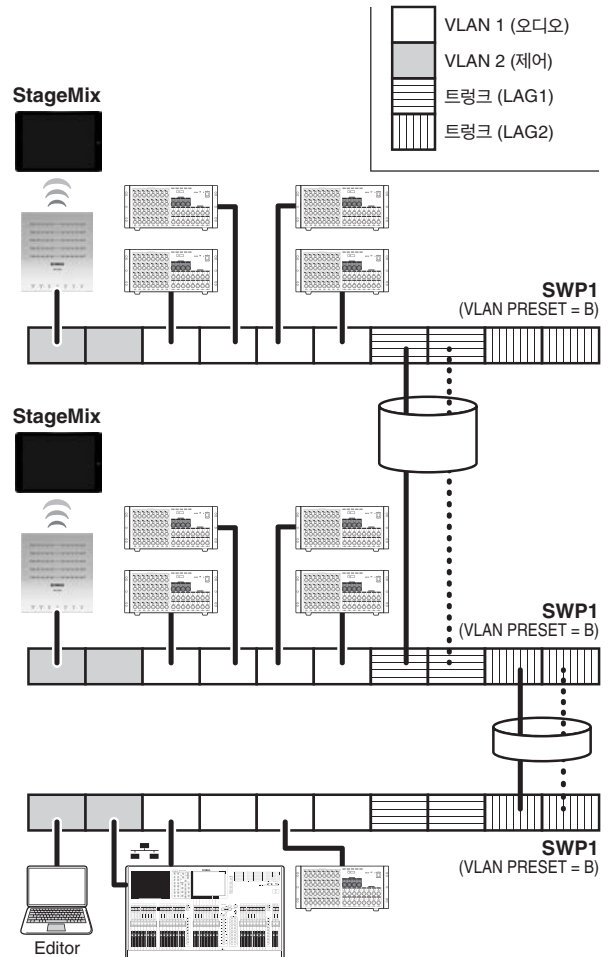 VLAN 1 (오디오)
VLAN 2 (제어)
트렁크 (LAG1)
트렁크 (LAG2)
StageMix
SWP1
(VLAN PRESET = B)
StageMix
SWP1
(VLAN PRESET = B)
SWP1
(VLAN PRESET = B)
Editor